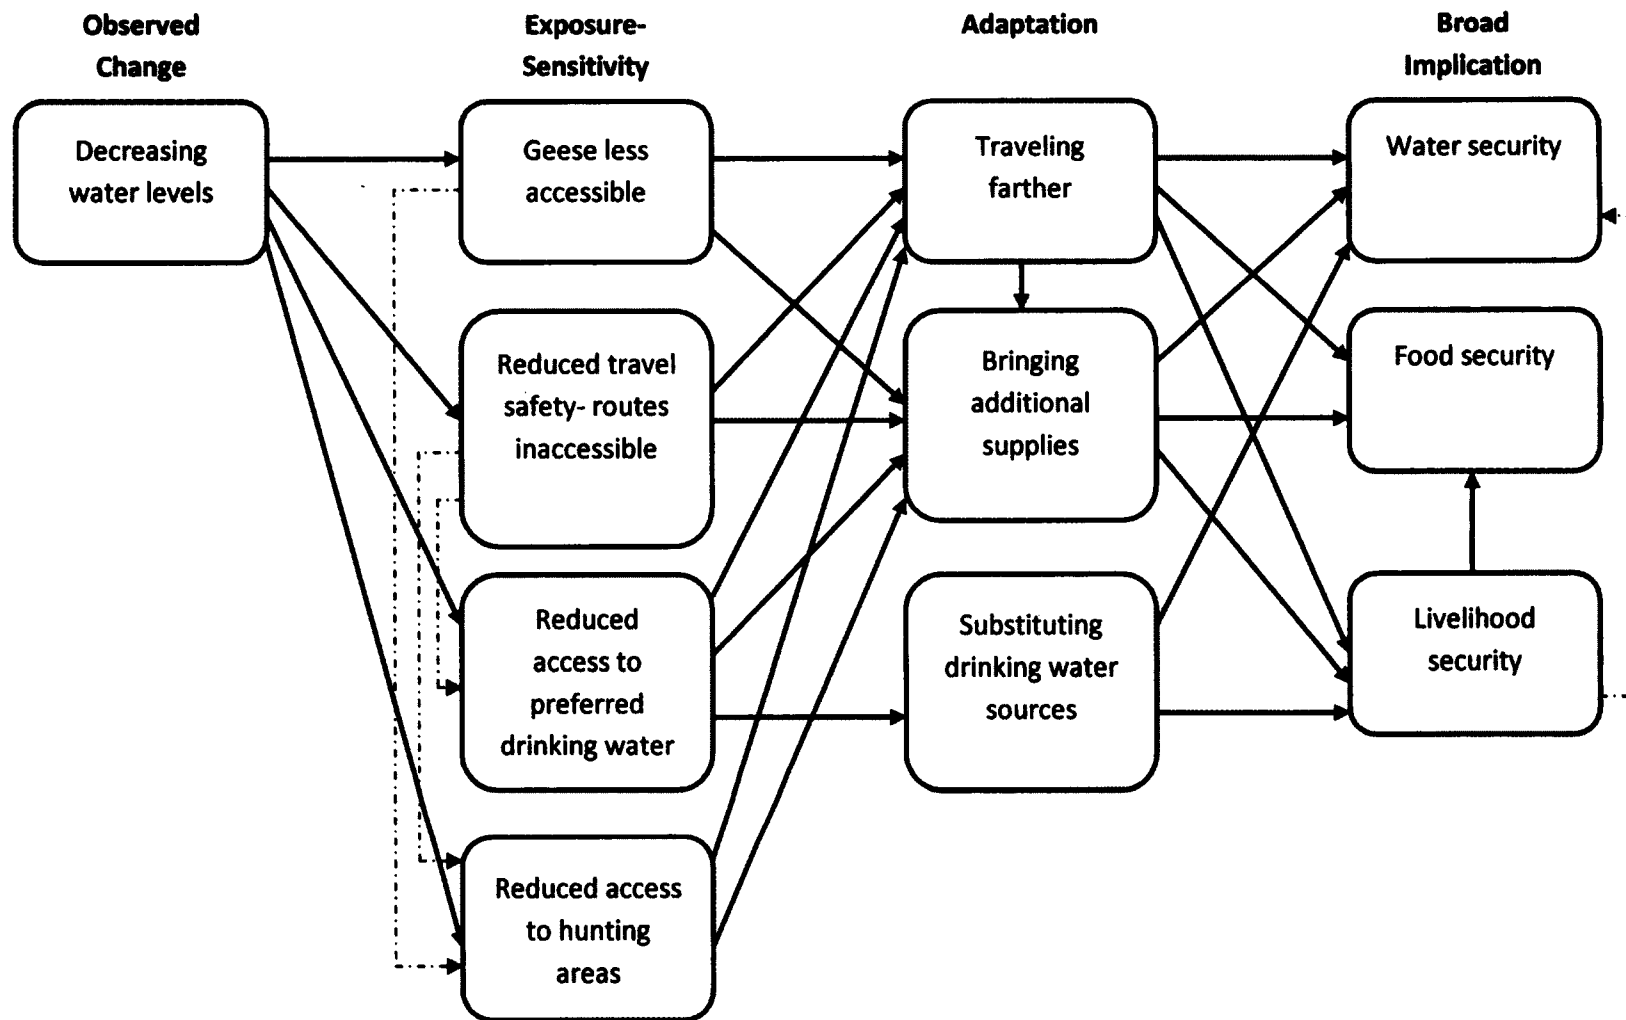 Observed
Change
Exposure-
Sensitivity
Adaptation
Broad
Implication
Decreasing
water levels
Geese less
accessible
Traveling
farther
Water security
Reduced travel
safety- routes
inaccessible
Bringing
additional
supplies
Food security
Reduced
access to
preferred
drinking water
Substituting
drinking water
sources
Livelihood
security
Reduced access
to hunting
areas